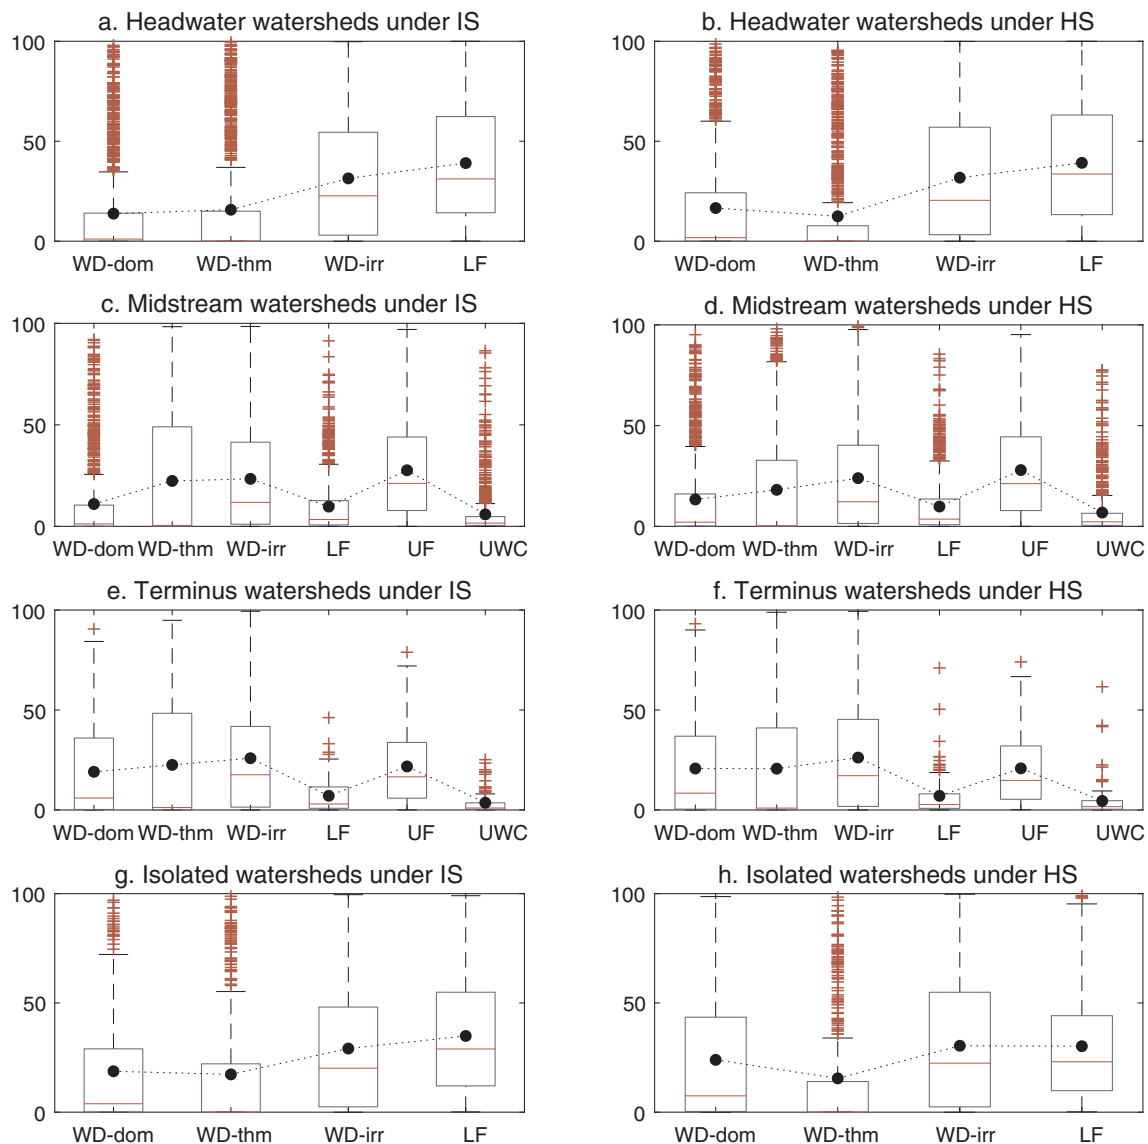 a. Headwater watersheds under IS
100
50
0
WD-dom WD-thm WD-irr LF
b. Headwater watersheds under HS
100
50
0
WD-dom WD-thm WD-irr LF
c. Midstream watersheds under IS
100
50
0
WD-dom WD-thm WD-irr LF UF UWC
d. Midstream watersheds under HS
100
50
0
WD-dom WD-thm WD-irr LF UF UWC
e. Terminus watersheds under IS
100
50
0
WD-dom WD-thm WD-irr LF UF UWC
f. Terminus watersheds under HS
100
50
0
WD-dom WD-thm WD-irr LF UF UWC
g. Isolated watersheds under IS
100
50
0
WD-dom WD-thm WD-irr LF
h. Isolated watersheds under HS
100
50
0
WD-dom WD-thm WD-irr LF